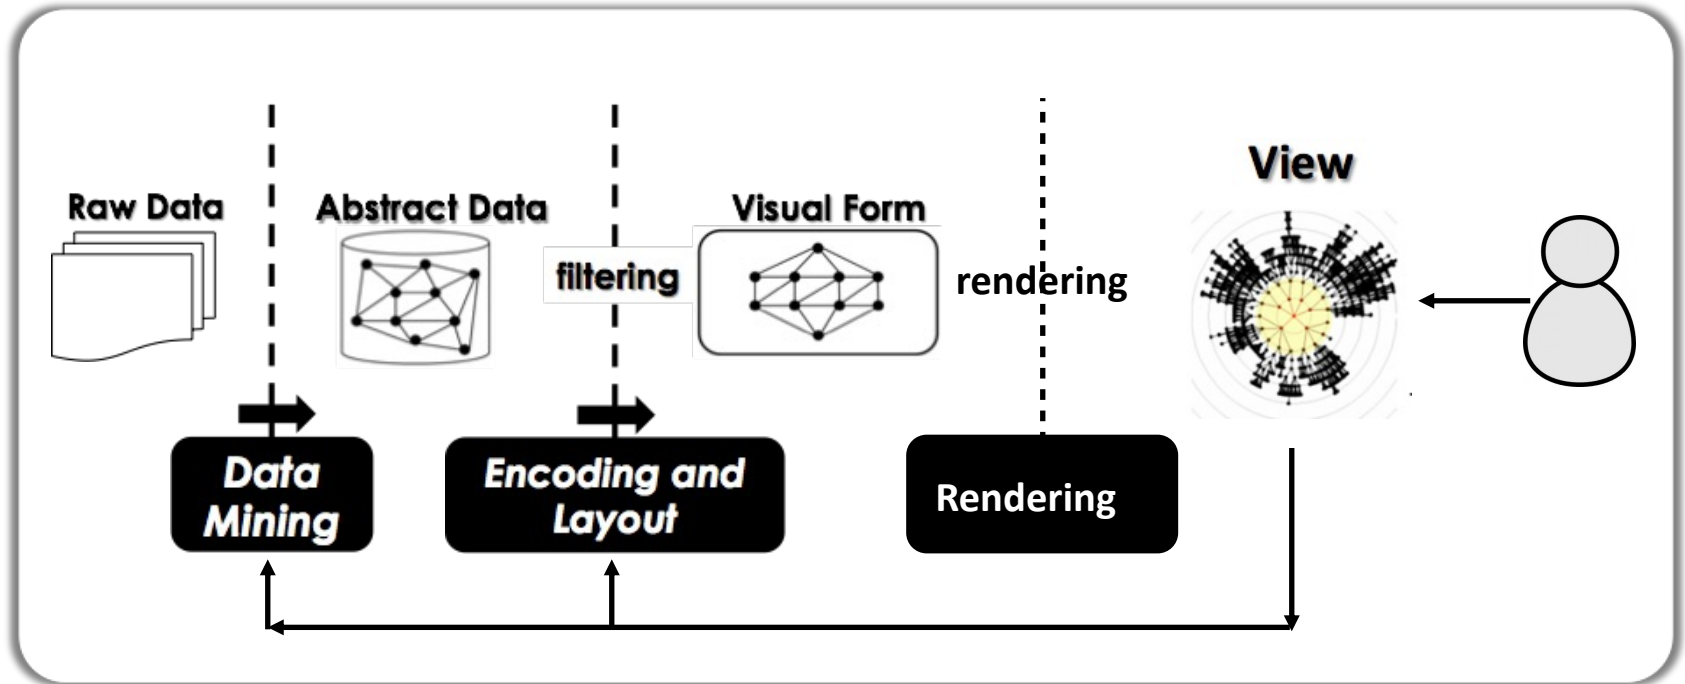 View
Raw Data
Abstract Data
Visual Form
filtering
rendering
Data
Mining
Encoding and
Layout
Rendering